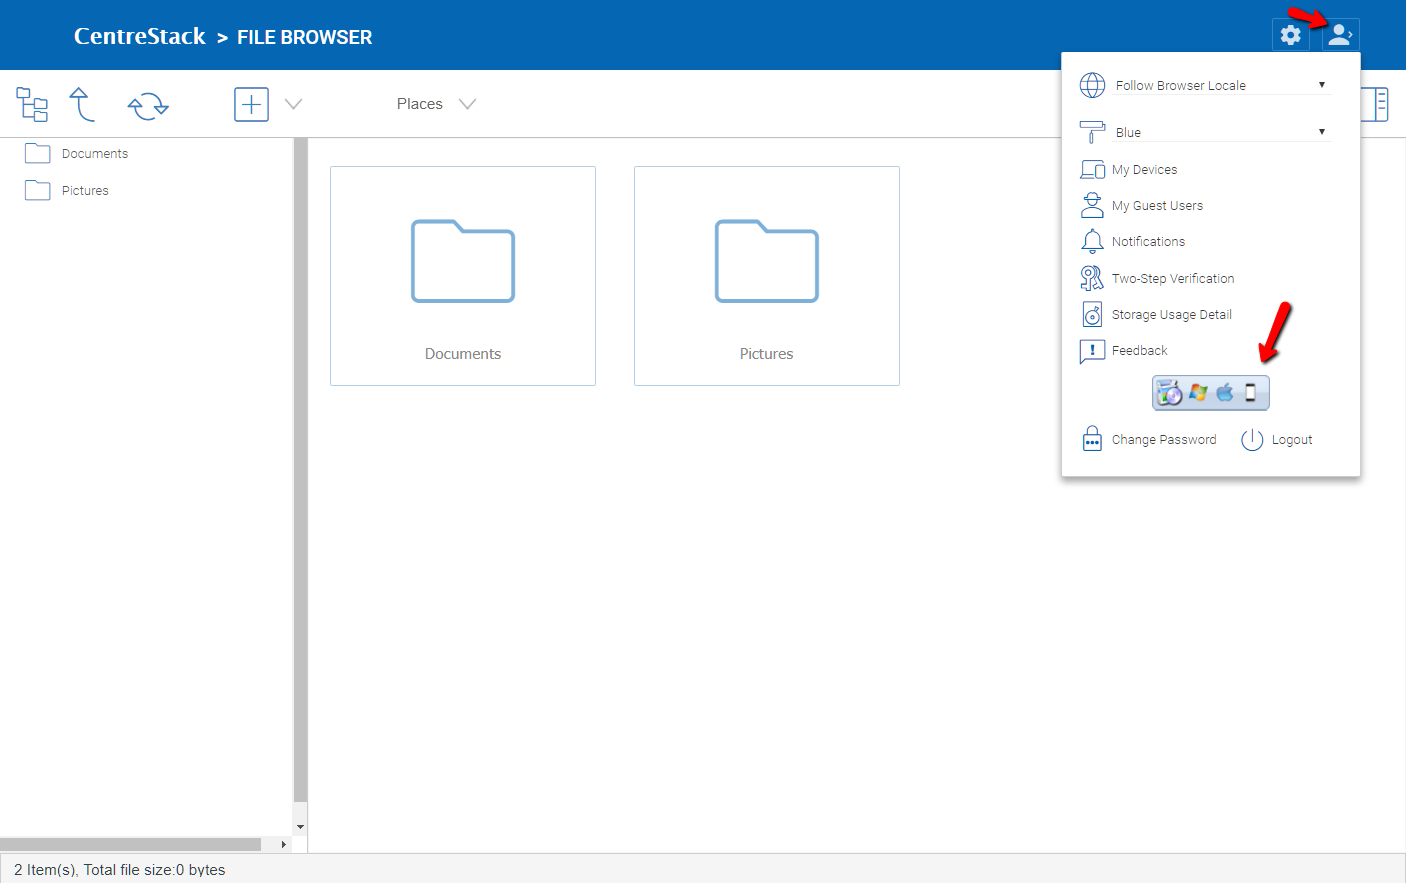 CentreStack > FILE BROWSER
Follow Browser Locale
Blue
My Devices
My Guest Users
Notifications
Two-Step Verification
Storage Usage Detail
Feedback
Change Password Logout
Places
Documents
Pictures
Documents Pictures
2 Item(s), Total file size:0 bytes